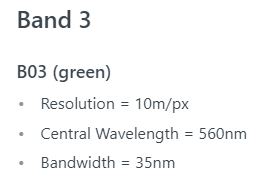 Band 3
B03 (green)
• Resolution = 10m/px
• Central Wavelength = 560nm
• Bandwidth = 35nm